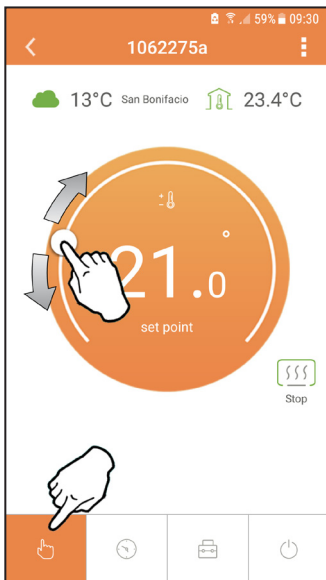 59% 09:30
1062275a
13°C San Bonifacio 23.4°C
21.0°
set point
Stop